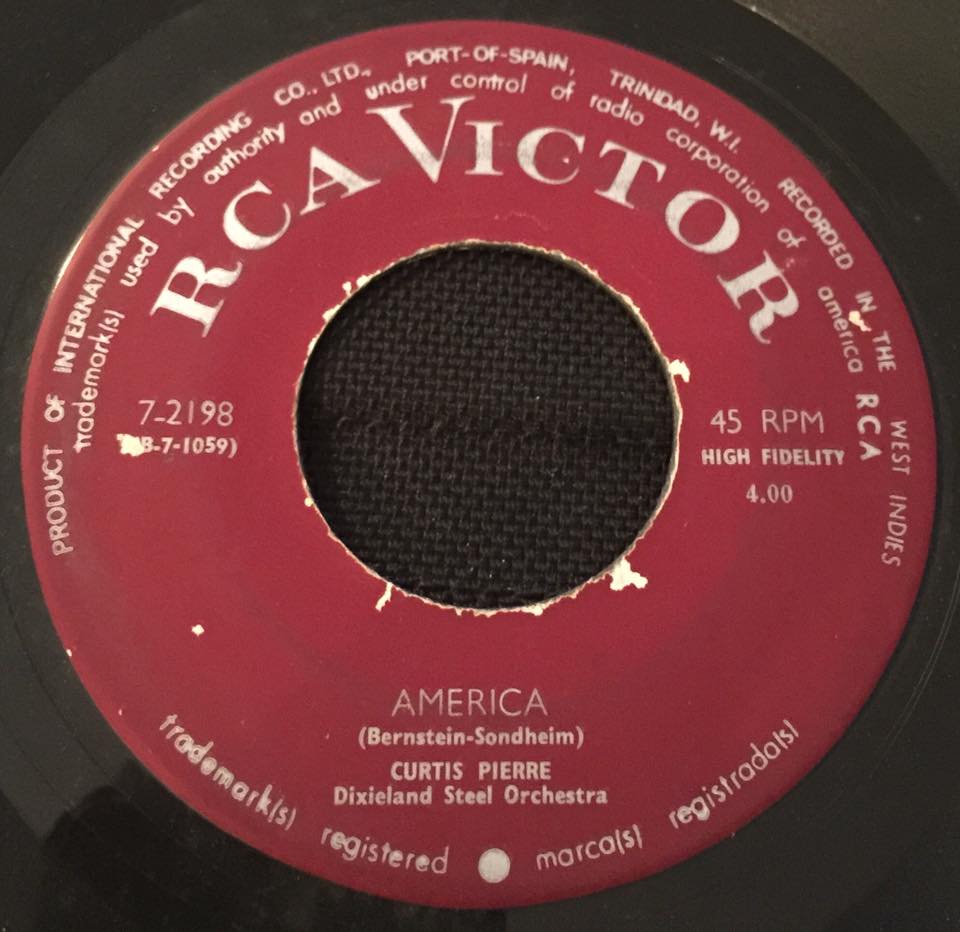 PRODUCT OF INTERNATIONAL RECORDING CO., LTD., PORT-OF-SPAIN, TRINIDAD, W.I. RECORDED IN THE WEST INDIES
trademark(s) used by authority and under control of radio corporation of america RCA
RCA VICTOR
7-2198
B-7-1059)
45 RPM
HIGH FIDELITY
4.00
AMERICA
(Bernstein-Sondheim)
CURTIS PIERRE
Dixieland Steel Orchestra
trademark(s) registered marca(s) registrada(s)